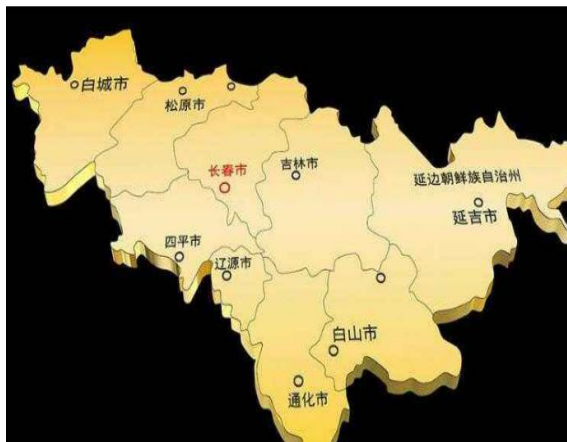 白城市
松原市
长春市
吉林市
延边朝鲜族自治州
延吉市
四平市
辽源市
白山市
通化市